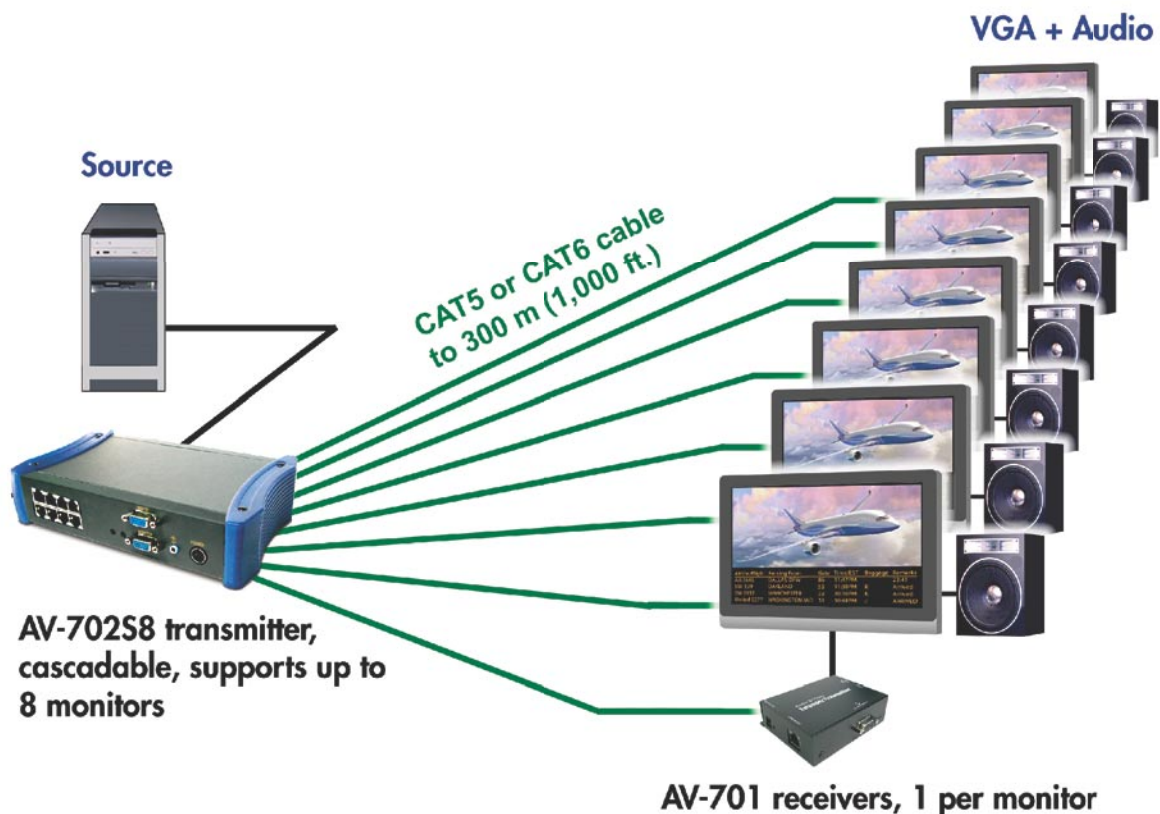 VGA + Audio
Source
CAT5 or CAT6 cable
to 300 m (1,000 ft.)
AV-702S8 transmitter,
cascadable, supports up to
8 monitors
AV-701 receivers, 1 per monitor